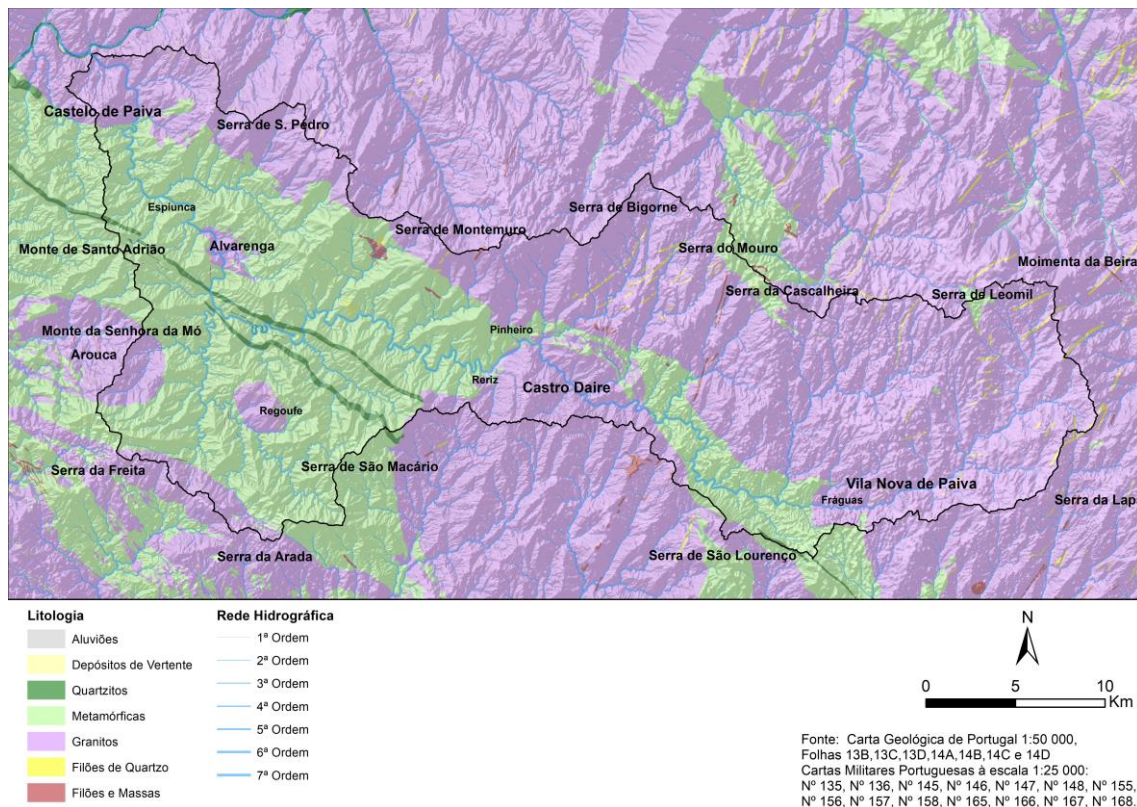 Castelo de Paiva
Serra de S. Pedro
Espiunca
Serra de Bigorne
Serra de Montemuro
Alvarenga
Monte de Santo Adrião
Serra do Mouro
Moimenta da Beira
Serra da Cascalheira
Serra de Leomil
Monte da Senhora da Mó
Pinheiro
Arouca
Reriz
Castro Daire
Regoufe
Serra de São Macário
Serra da Freita
Vila Nova de Paiva
Fráguas
Serra da Lap
Serra da Arada
Serra de São Lourenço
Litologia
Aluviões
Depósitos de Vertente
Quartzitos
Metamórficas
Granitos
Filões de Quartzo
Filões e Massas
Rede Hidrográfica
1ª Ordem
2ª Ordem
3ª Ordem
4ª Ordem
5ª Ordem
6ª Ordem
7ª Ordem
N
0 5 10
Km
Fonte: Carta Geológica de Portugal 1:50 000,
Folhas 13B,13C,13D,14A,14B,14C e 14D
Cartas Militares Portuguesas à escala 1:25 000:
Nº 135, Nº 136, Nº 145, Nº 146, Nº 147, Nº 148, Nº 155,
Nº 156, Nº 157, Nº 158, Nº 165, Nº 166, Nº 167, Nº 168.